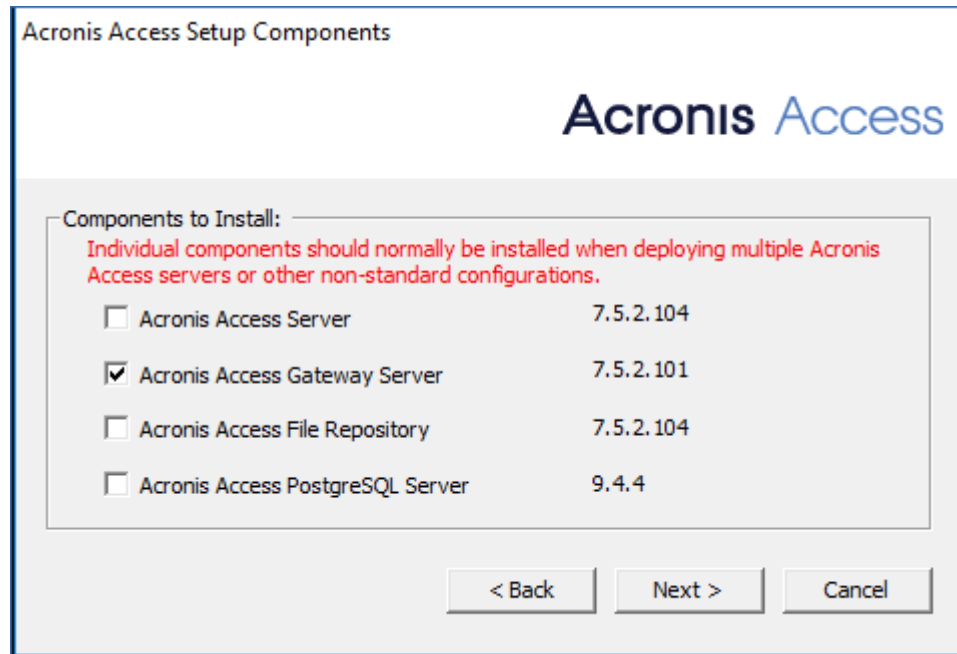 Acronis Access Setup Components
Acronis Access
Components to Install:
Individual components should normally be installed when deploying multiple Acronis
Access servers or other non-standard configurations.
Acronis Access Server 7.5.2.104
Acronis Access Gateway Server 7.5.2.101
Acronis Access File Repository 7.5.2.104
Acronis Access PostgreSQL Server 9.4.4
< Back Next > Cancel